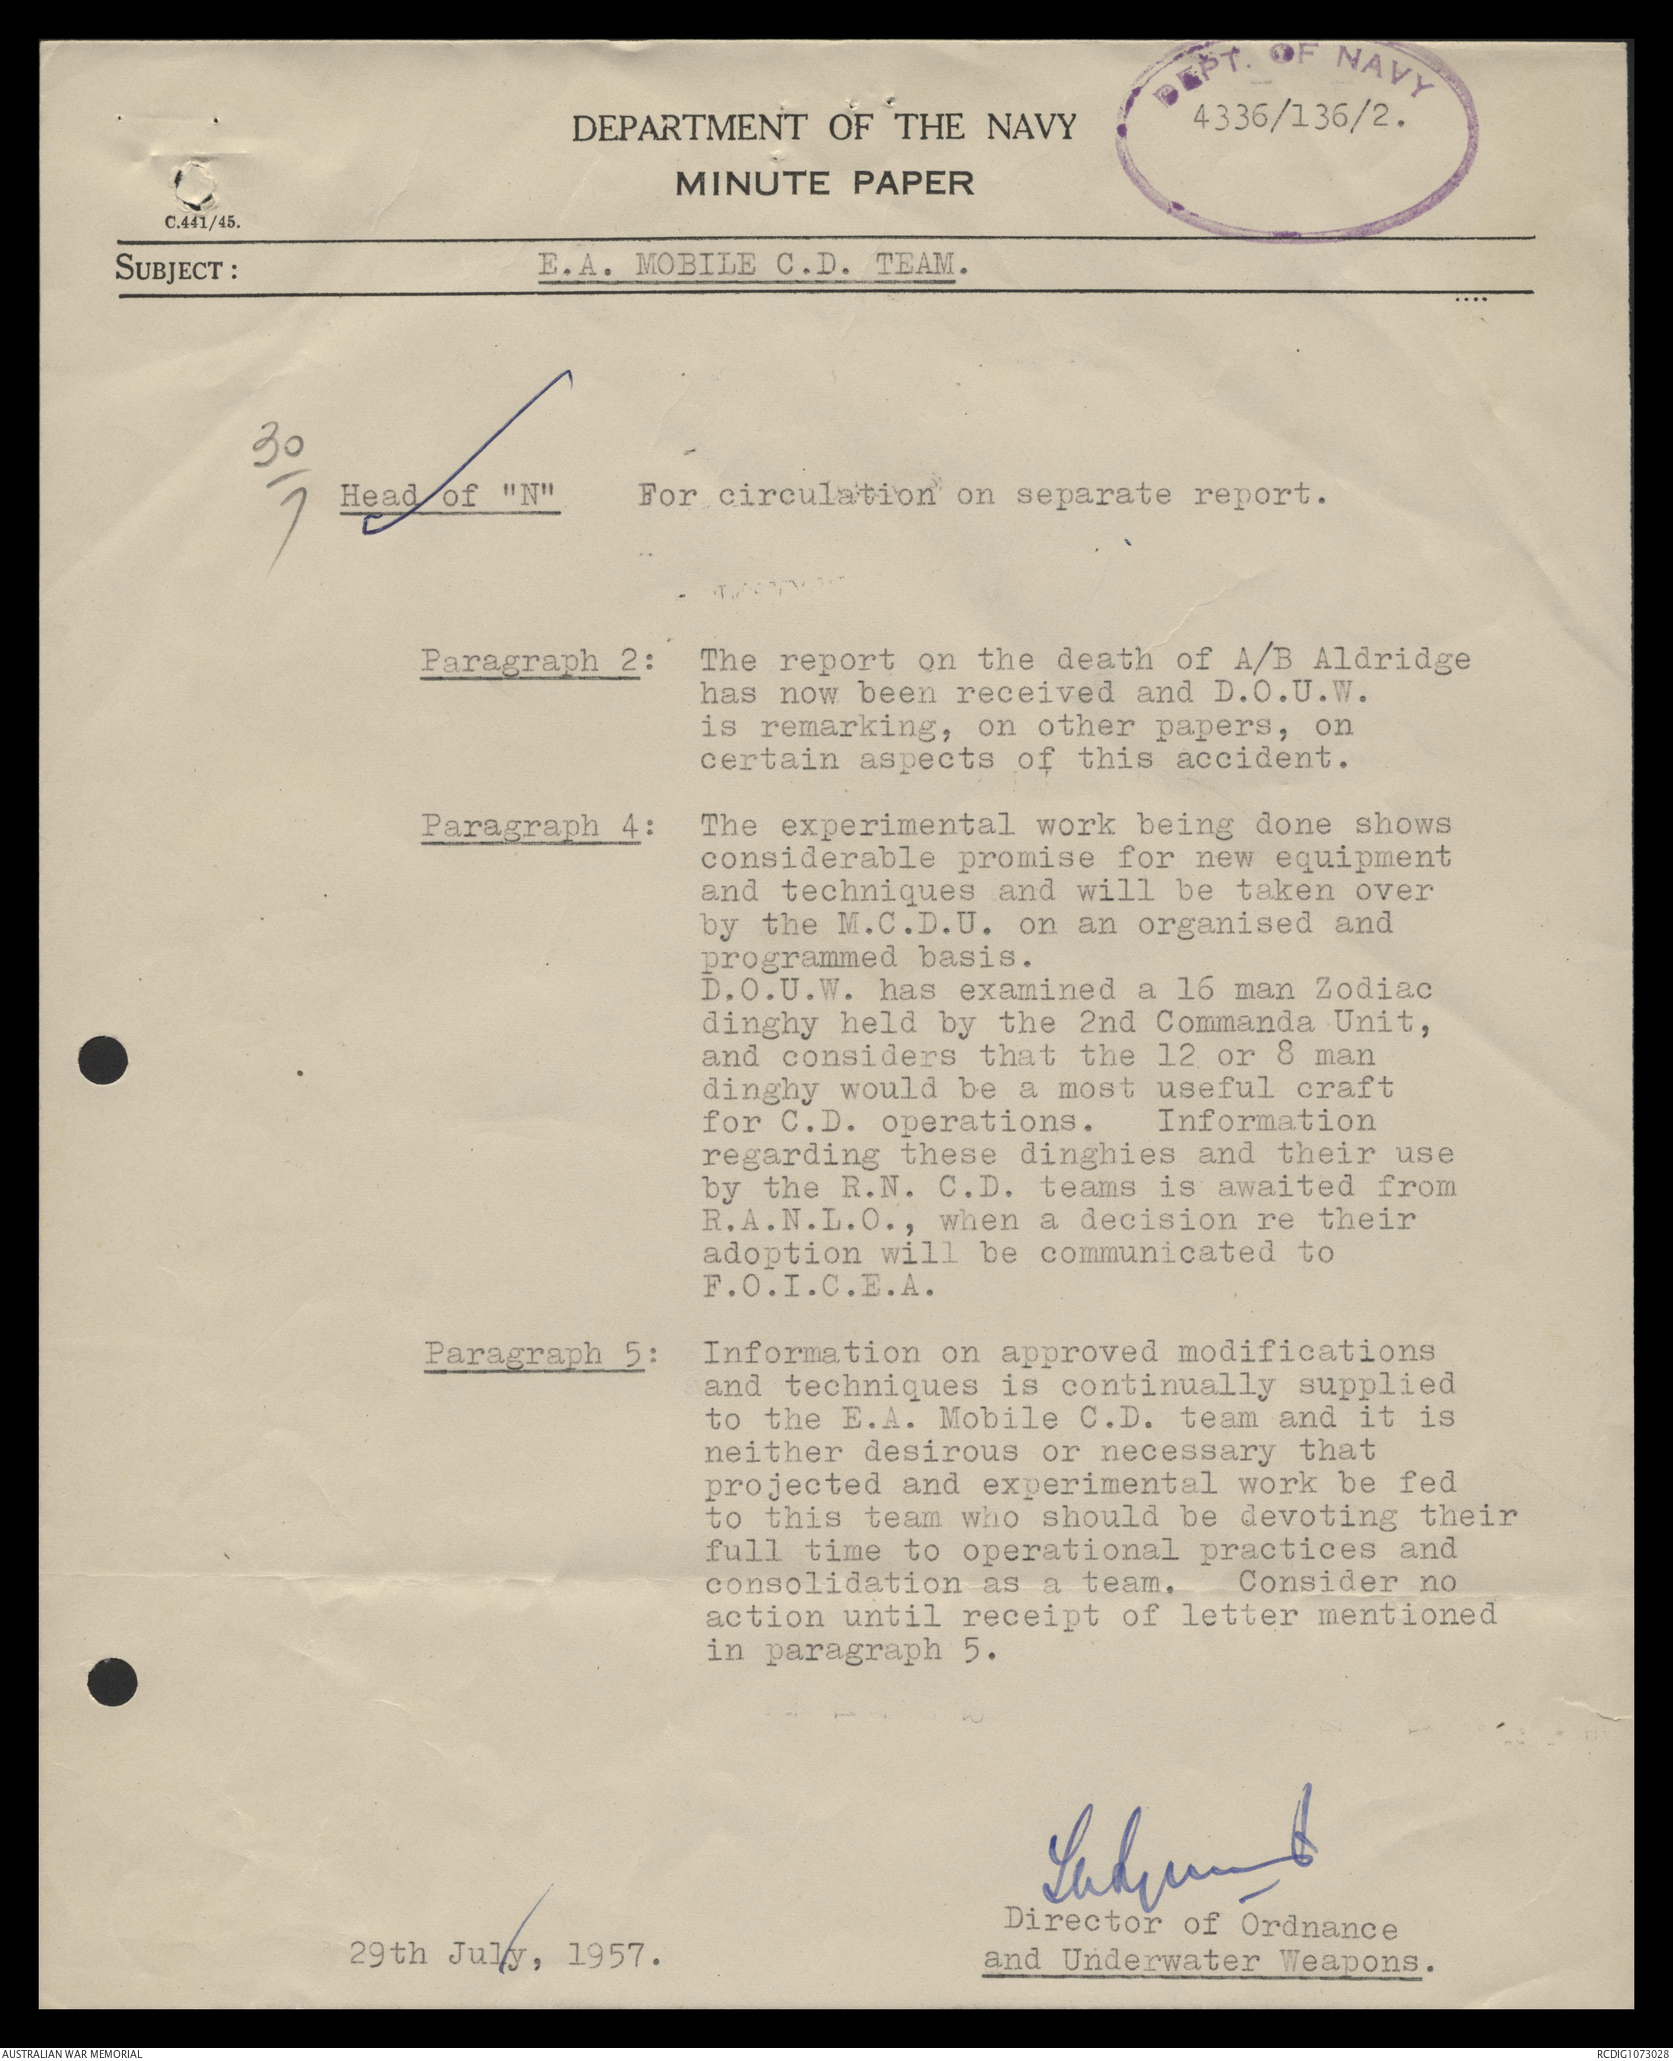 DEPT. OF NAVY
4336/136/2.
DEPARTMENT OF THE NAVY
MINUTE PAPER
C.441/45.
SUBJECT: E.A. MOBILE C.D. TEAM.
....
30
7
Head of "N" For circulation on separate report.
Paragraph 2: The report on the death of A/B Aldridge
has now been received and D.O.U.W.
is remarking, on other papers, on
certain aspects of this accident.
Paragraph 4: The experimental work being done shows
considerable promise for new equipment
and techniques and will be taken over
by the M.C.D.U. on an organised and
programmed basis.
D.O.U.W. has examined a 16 man Zodiac
dinghy held by the 2nd Commanda Unit,
and considers that the 12 or 8 man
dinghy would be a most useful craft
for C.D. operations. Information
regarding these dinghies and their use
by the R.N. C.D. teams is awaited from
R.A.N.L.O., when a decision re their
adoption will be communicated to
F.O.I.C.E.A.
Paragraph 5: Information on approved modifications
and techniques is continually supplied
to the E.A. Mobile C.D. team and it is
neither desirous or necessary that
projected and experimental work be fed
to this team who should be devoting their
full time to operational practices and
consolidation as a team. Consider no
action until receipt of letter mentioned
in paragraph 5.
Director of Ordnance
29th July, 1957. and Underwater Weapons.
AUSTRALIAN WAR MEMORIAL RCDIG1073028